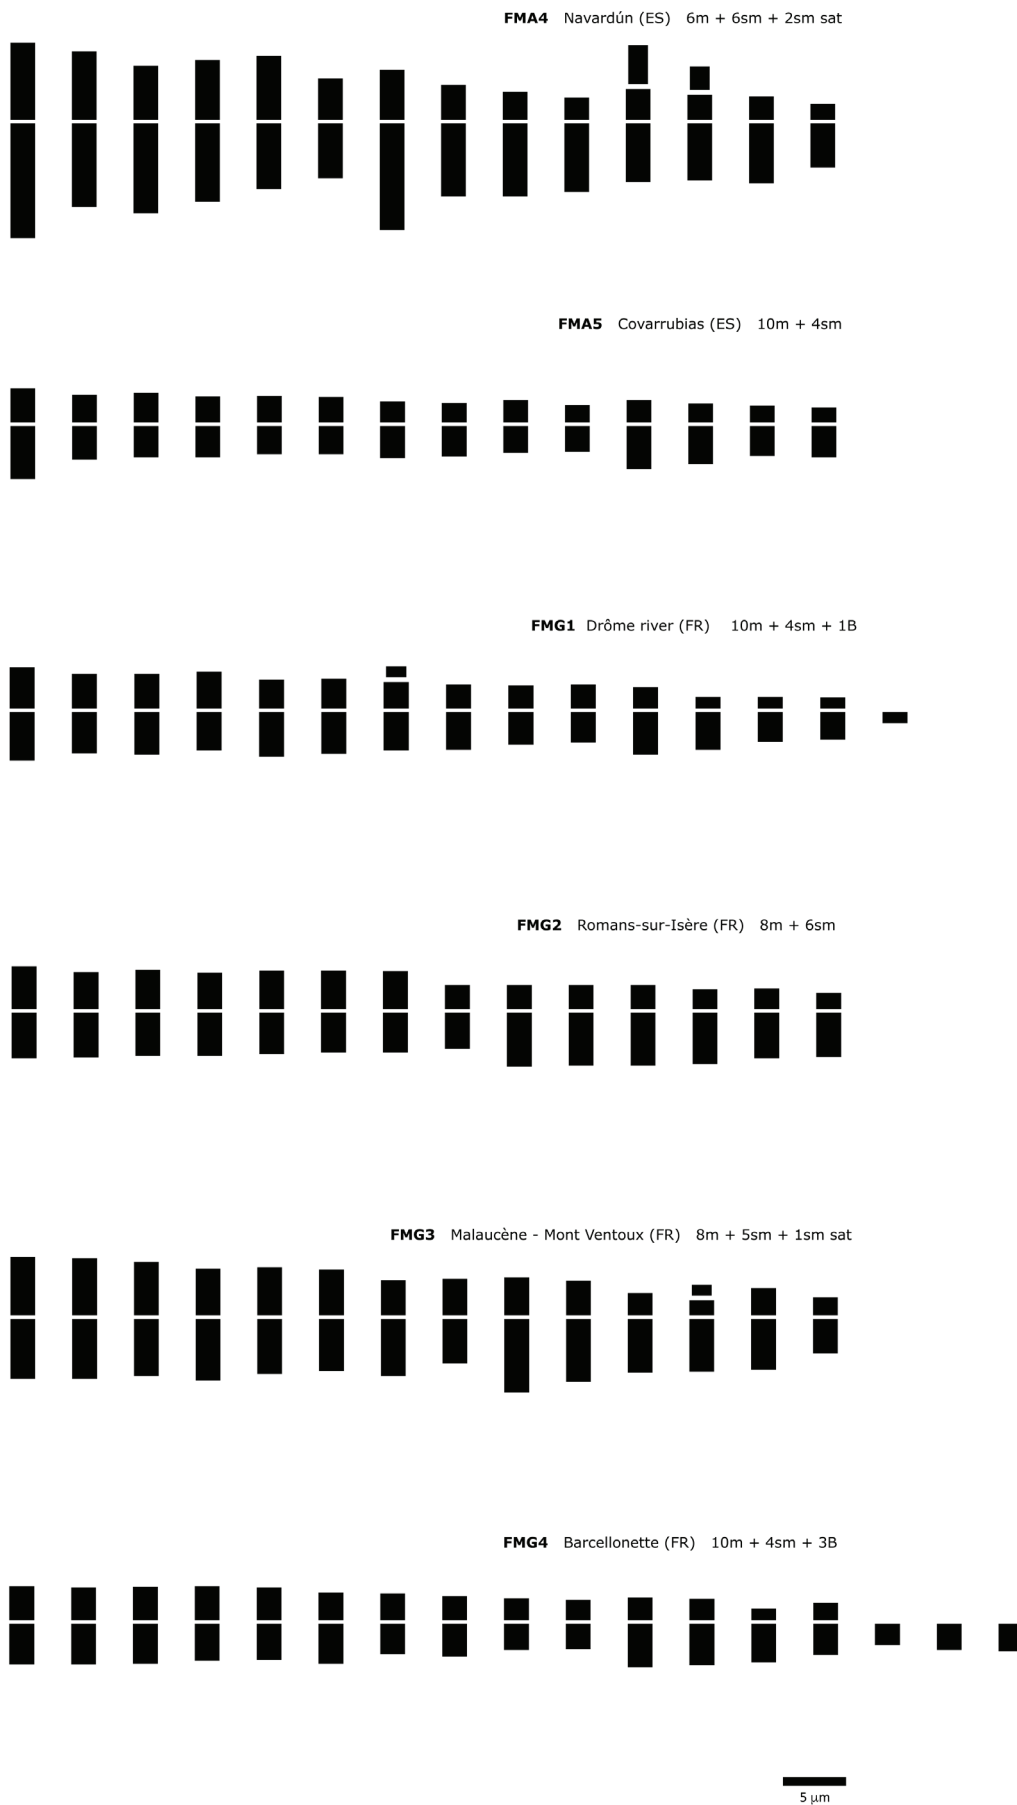 FMA4 Navardún (ES) 6m + 6sm + 2sm sat
FMA5 Covarrubias (ES) 10m + 4sm
FMG1 Drôme river (FR) 10m + 4sm + 1B
FMG2 Romans-sur-Isère (FR) 8m + 6sm
FMG3 Malaucène - Mont Ventoux (FR) 8m + 5sm + 1sm sat
FMG4 Barcellonette (FR) 10m + 4sm + 3B
5 μm